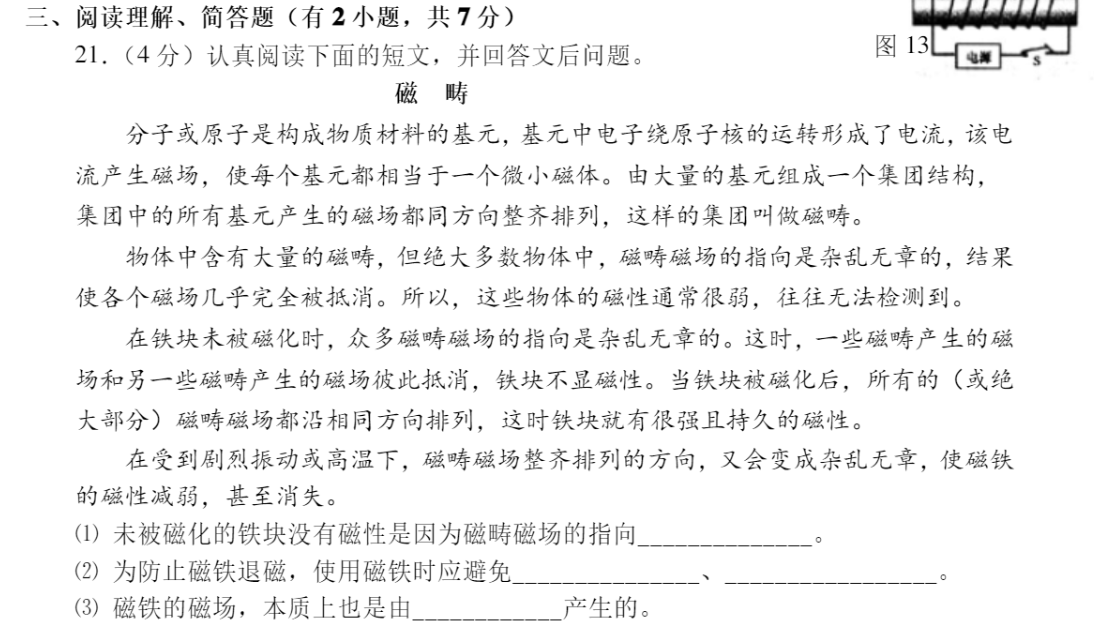 三、阅读理解、简答题（有 2 小题，共 7 分）
图 13
电源
S
21.（4 分）认真阅读下面的短文，并回答文后问题。
磁 畴
分子或原子是构成物质材料的基元，基元中电子绕原子核的运转形成了电流，该电
流产生磁场，使每个基元都相当于一个微小磁体。由大量的基元组成一个集团结构，
集团中的所有基元产生的磁场都同方向整齐排列，这样的集团叫做磁畴。
物体中含有大量的磁畴，但绝大多数物体中，磁畴磁场的指向是杂乱无章的，结果
使各个磁场几乎完全被抵消。所以，这些物体的磁性通常很弱，往往无法检测到。
在铁块未被磁化时，众多磁畴磁场的指向是杂乱无章的。这时，一些磁畴产生的磁
场和另一些磁畴产生的磁场彼此抵消，铁块不显磁性。当铁块被磁化后，所有的（或绝
大部分）磁畴磁场都沿相同方向排列，这时铁块就有很强且持久的磁性。
在受到剧烈振动或高温下，磁畴磁场整齐排列的方向，又会变成杂乱无章，使磁铁
的磁性减弱，甚至消失。
⑴ 未被磁化的铁块没有磁性是因为磁畴磁场的指向______________。
⑵ 为防止磁铁退磁，使用磁铁时应避免_______________、_________________。
⑶ 磁铁的磁场，本质上也是由____________产生的。